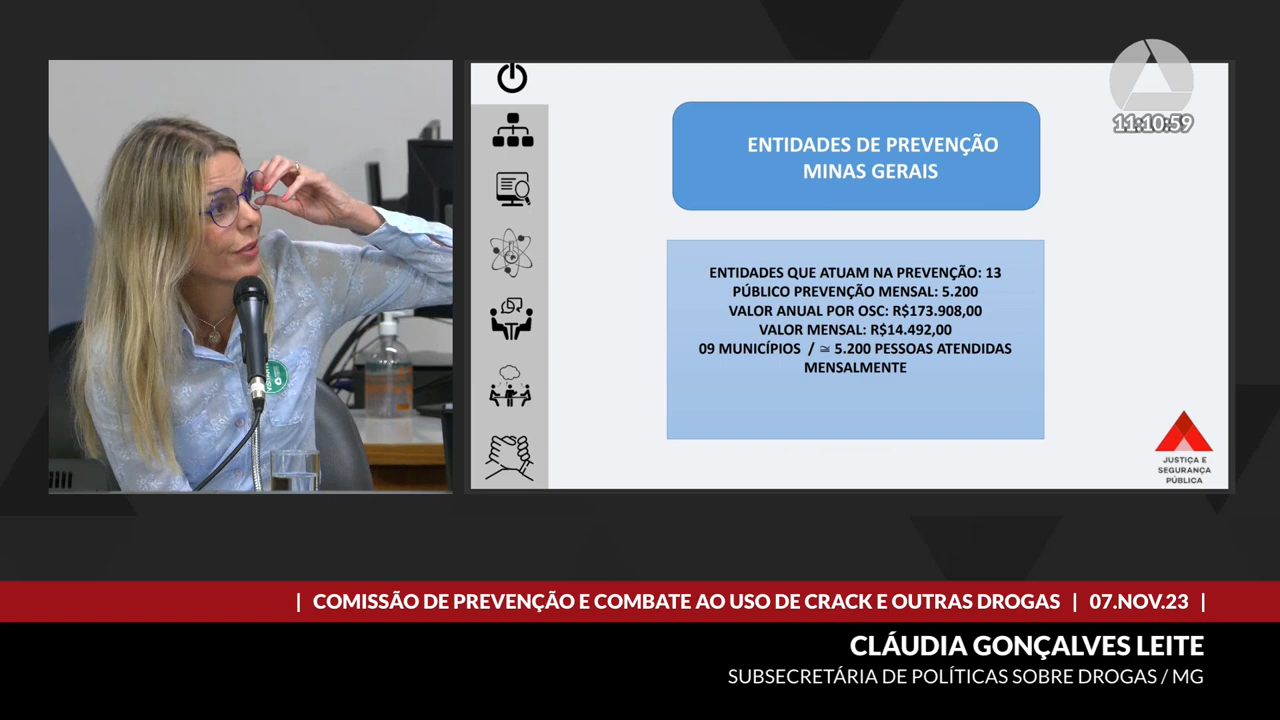 11:10:59
ENTIDADES DE PREVENÇÃO
MINAS GERAIS
ENTIDADES QUE ATUAM NA PREVENÇÃO: 13
PÚBLICO PREVENÇÃO MENSAL: 5.200
VALOR ANUAL POR OSC: R$173.908,00
VALOR MENSAL: R$14.492,00
09 MUNICÍPIOS / ≅ 5.200 PESSOAS ATENDIDAS
MENSALMENTE
JUSTIÇA E
SEGURANÇA
PÚBLICA
| COMISSÃO DE PREVENÇÃO E COMBATE AO USO DE CRACK E OUTRAS DROGAS | 07.NOV.23 |
CLÁUDIA GONÇALVES LEITE
SUBSECRETÁRIA DE POLÍTICAS SOBRE DROGAS / MG